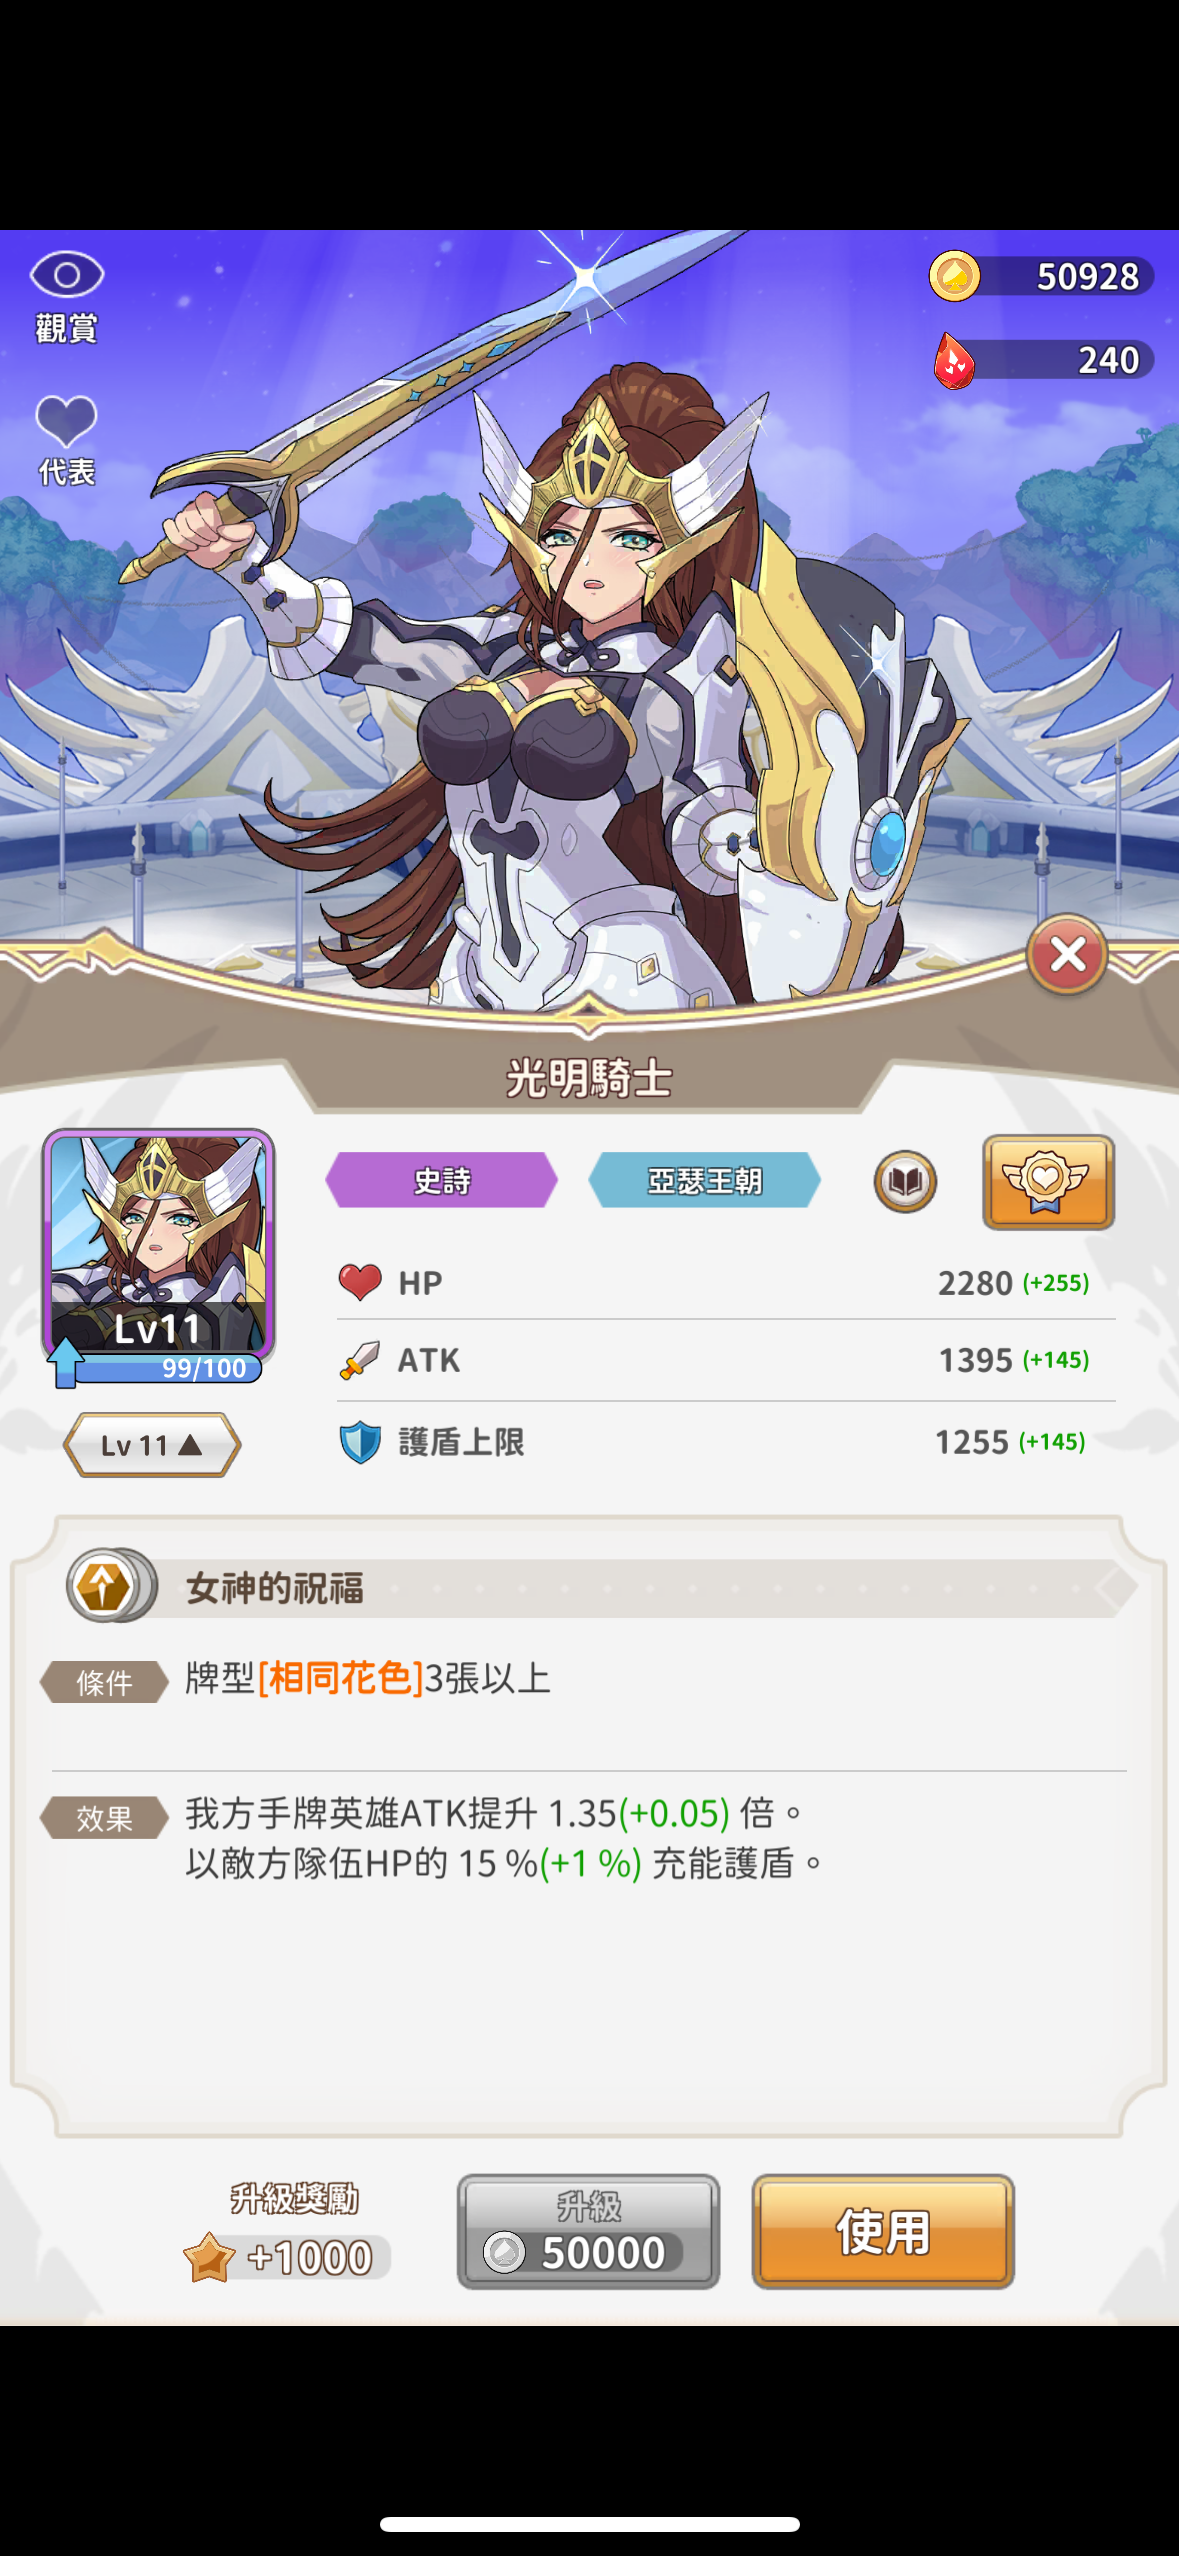 觀賞
50928
240
代表
光明騎士
史詩
亞瑟王朝
Lv11
99/100
Lv 11 ▲
HP
2280 (+255)
ATK
1395 (+145)
護盾上限
1255 (+145)
女神的祝福
條件
牌型[相同花色]3張以上
效果
我方手牌英雄ATK提升 1.35(+0.05) 倍。
以敵方隊伍HP的 15 %(+1 %) 充能護盾。
升級獎勵
+1000
升級
50000
使用